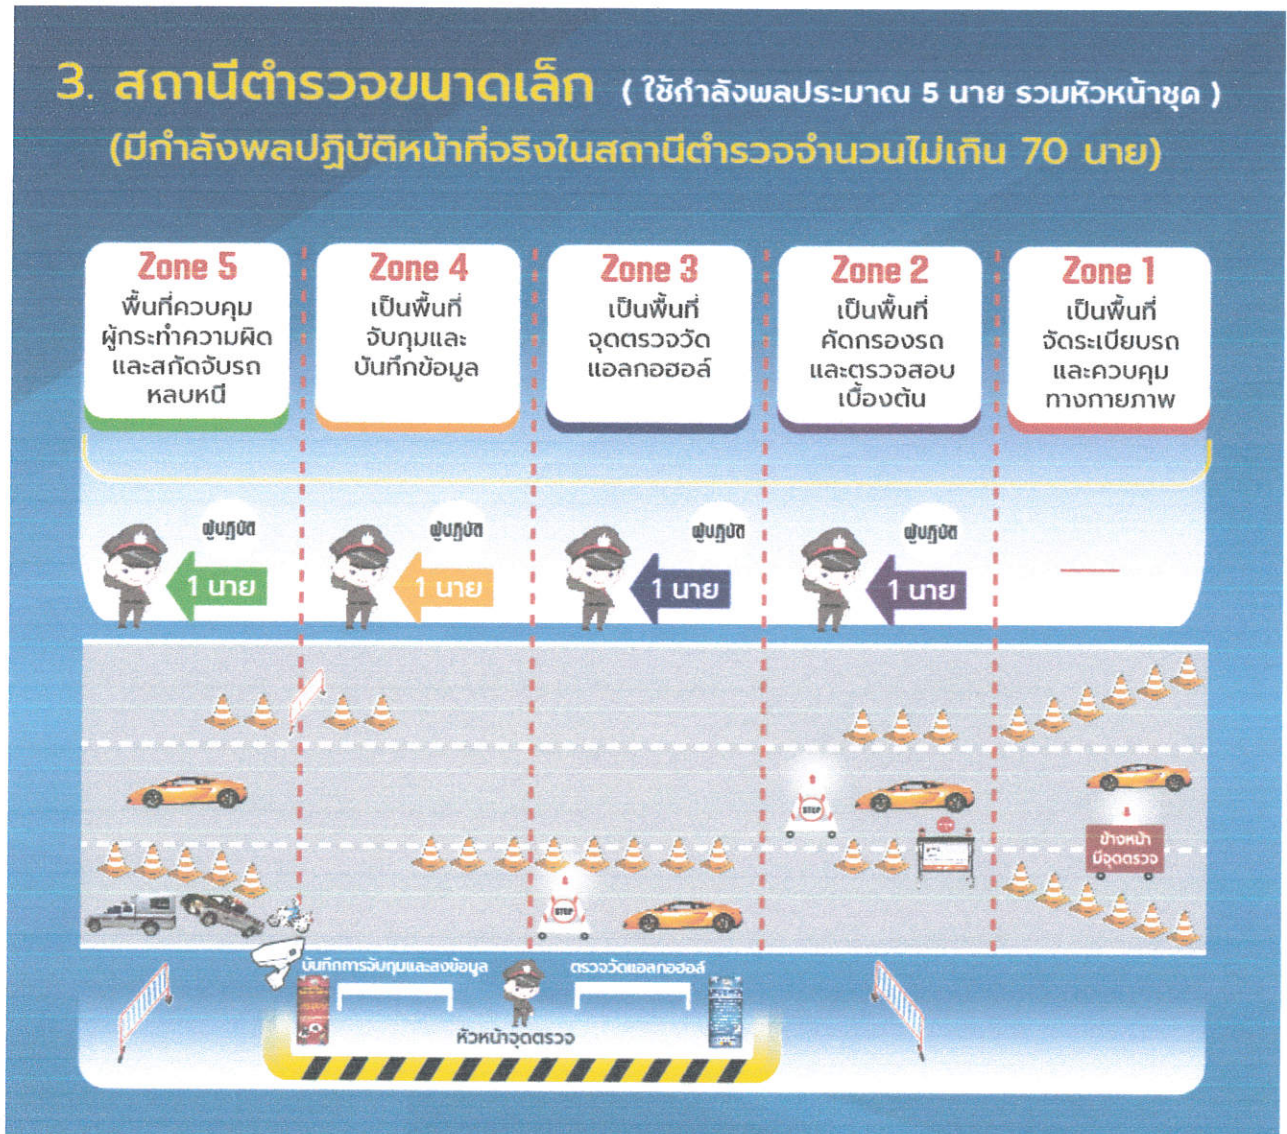 3. สถานีตำรวจขนาดเล็ก ( ใช้กำลังพลประมาณ 5 นาย รวมหัวหน้าชุด )
(มีกำลังพลปฏิบัติหน้าที่จริงในสถานีตำรวจจำนวนไม่เกิน 70 นาย)
Zone 5
พื้นที่ควบคุม
ผู้กระทำความผิด
และสกัดจับรถ
หลบหนี
Zone 4
เป็นพื้นที่
จับกุมและ
บันทึกข้อมูล
Zone 3
เป็นพื้นที่
จุดตรวจวัด
แอลกอฮอล์
Zone 2
เป็นพื้นที่
คัดกรองรถ
และตรวจสอบ
เบื้องต้น
Zone 1
เป็นพื้นที่
จัดระเบียบรถ
และควบคุม
ทางกายภาพ
ผู้ปฏิบัติ
1 นาย
ผู้ปฏิบัติ
1 นาย
ผู้ปฏิบัติ
1 นาย
ผู้ปฏิบัติ
1 นาย
STOP
ข้างหน้า
มีจุดตรวจ
STOP
บันทึกการจับกุมและลงข้อมูล
ตรวจวัดแอลกอฮอล์
หัวหน้าจุดตรวจ